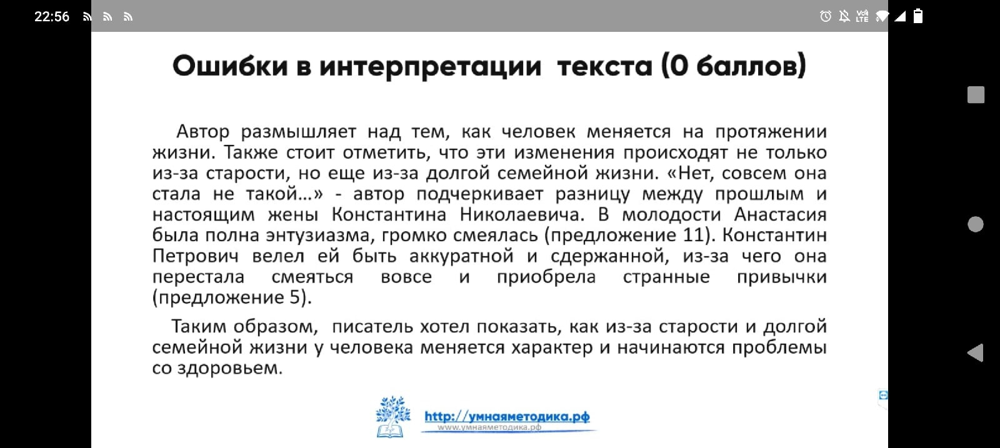 22:56
Vo)
LTE
Ошибки в интерпретации текста (0 баллов)
Автор размышляет над тем, как человек меняется на протяжении
жизни. Также стоит отметить, что эти изменения происходят не только
из-за старости, но еще из-за долгой семейной жизни. «Нет, совсем она
стала не такой…» - автор подчеркивает разницу между прошлым и
настоящим жены Константина Николаевича. В молодости Анастасия
была полна энтузиазма, громко смеялась (предложение 11). Константин
Петрович велел ей быть аккуратной и сдержанной, из-за чего она
перестала смеяться вовсе и приобрела странные привычки
(предложение 5).
Таким образом, писатель хотел показать, как из-за старости и долгой
семейной жизни у человека меняется характер и начинаются проблемы
со здоровьем.
http://умнаяметодика.рф
www.умнаяметодика.рф